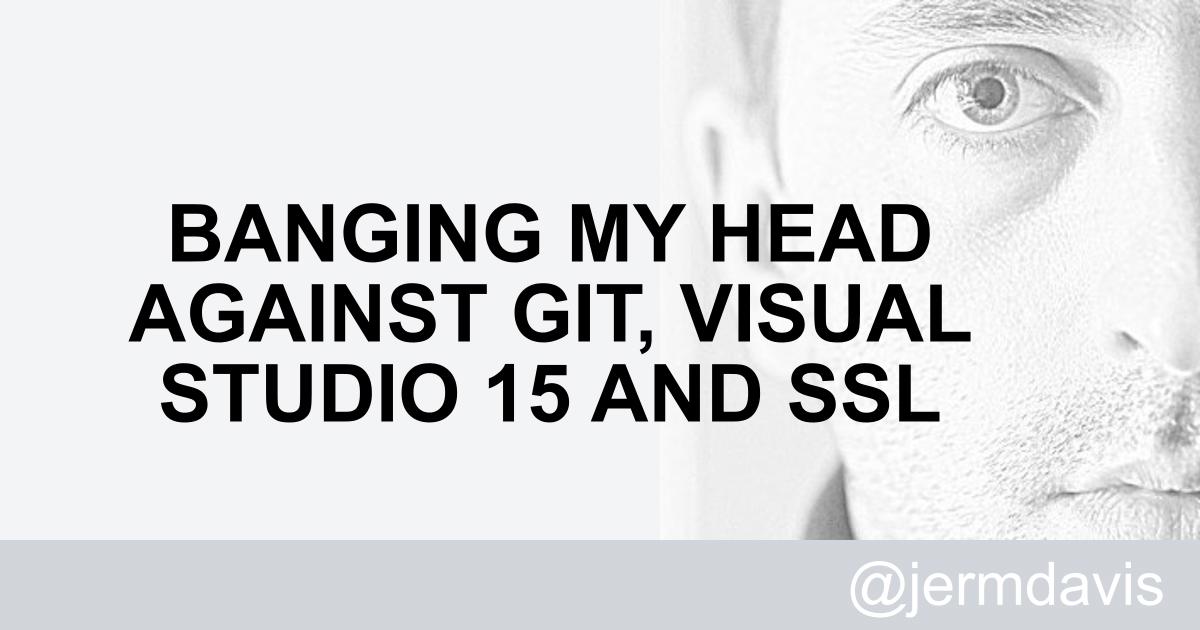 BANGING MY HEAD
AGAINST GIT, VISUAL
STUDIO 15 AND SSL
@jermdavis